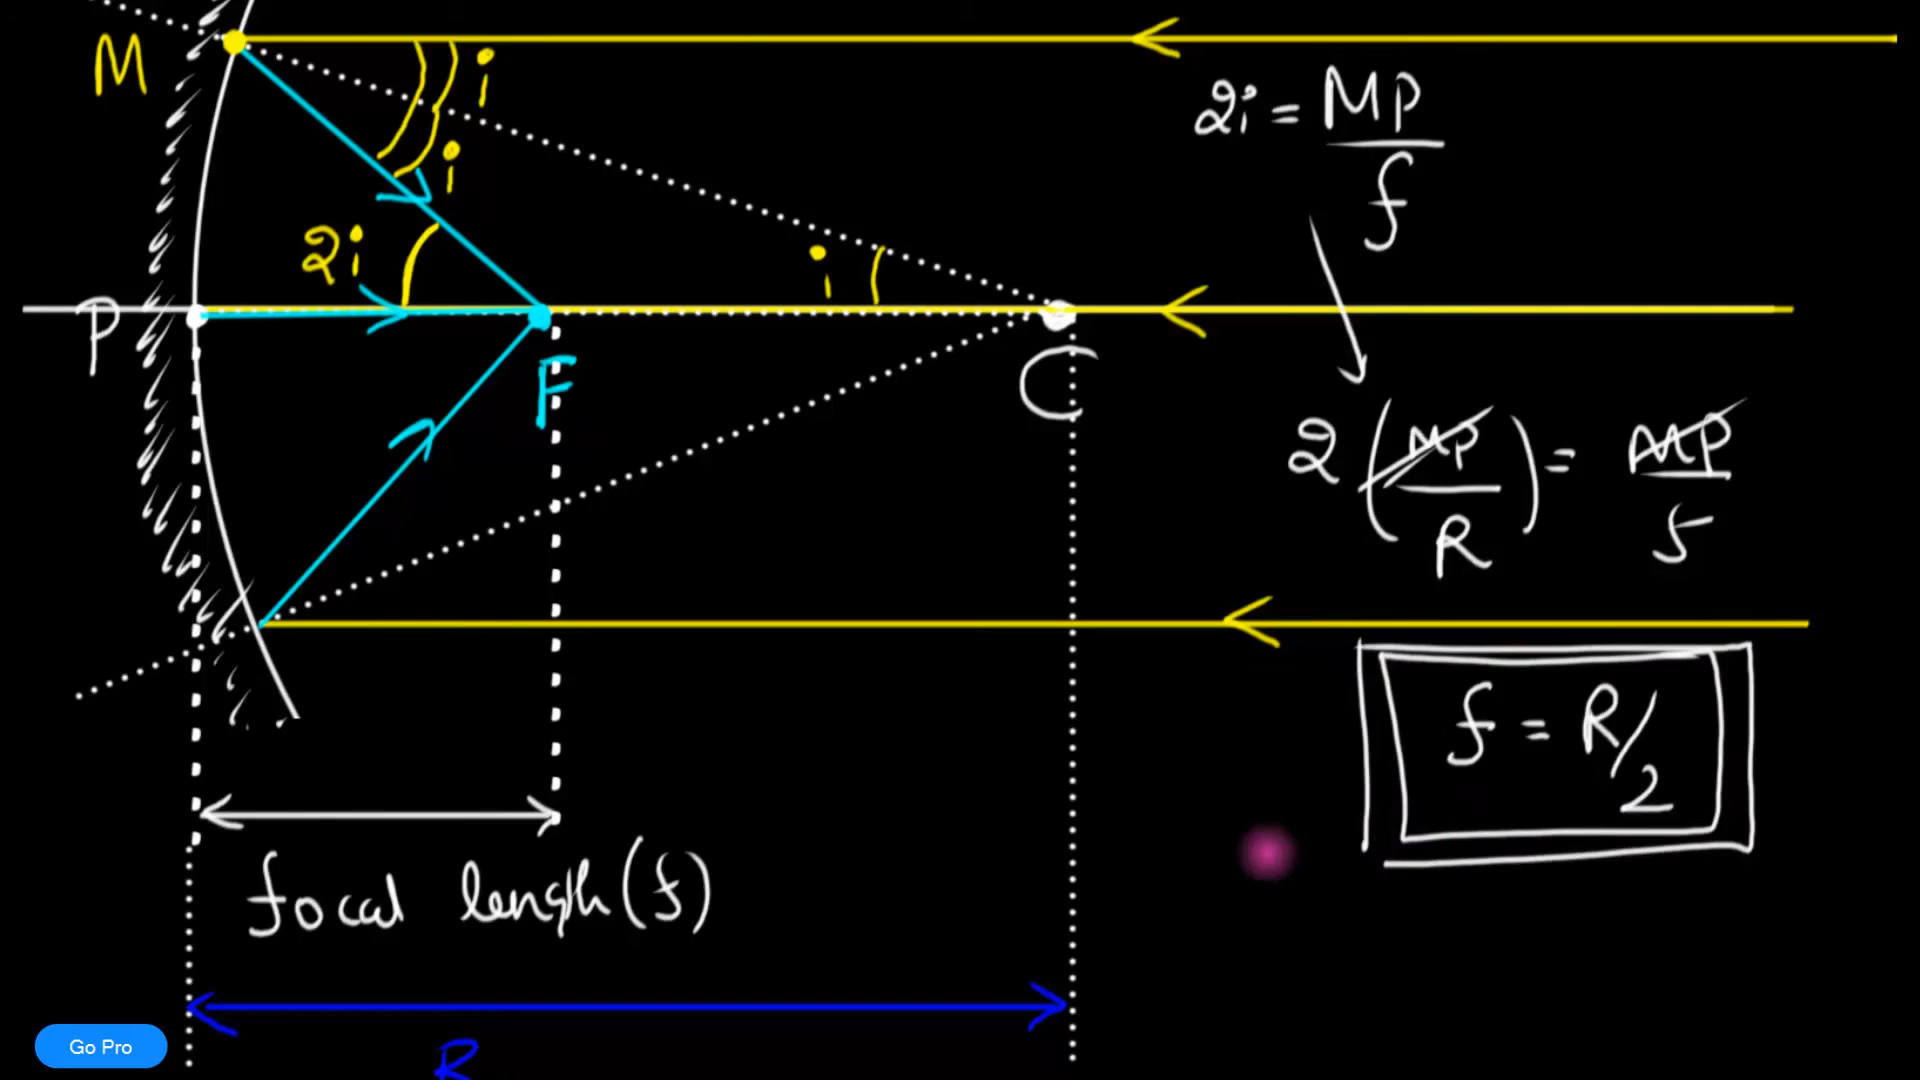 M
i
i
2i
i
P
F
C
2i = MP/f
2(MP/R) = MP/f
f = R/2
focal length(f)
R
Go Pro